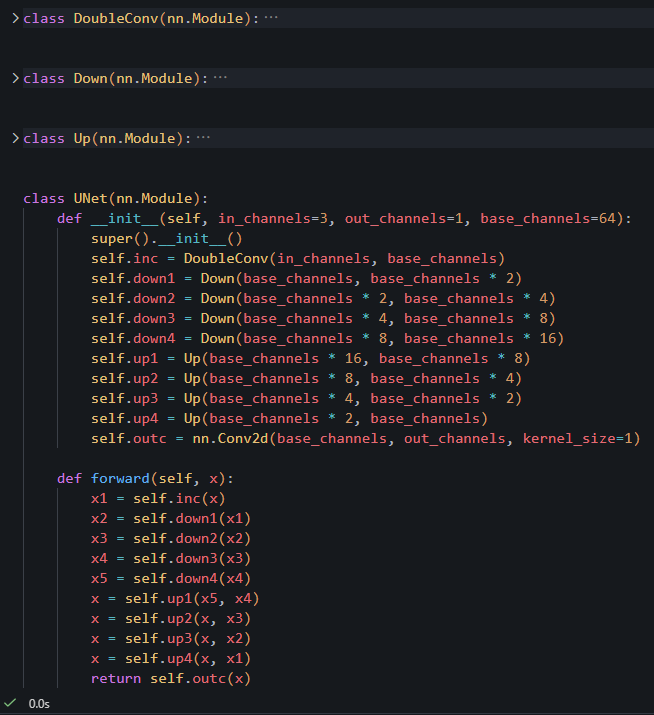 class DoubleConv(nn.Module): ...
class Down(nn.Module): ...
class Up(nn.Module): ...
class UNet(nn.Module):
    def __init__(self, in_channels=3, out_channels=1, base_channels=64):
        super().__init__()
        self.inc = DoubleConv(in_channels, base_channels)
        self.down1 = Down(base_channels, base_channels * 2)
        self.down2 = Down(base_channels * 2, base_channels * 4)
        self.down3 = Down(base_channels * 4, base_channels * 8)
        self.down4 = Down(base_channels * 8, base_channels * 16)
        self.up1 = Up(base_channels * 16, base_channels * 8)
        self.up2 = Up(base_channels * 8, base_channels * 4)
        self.up3 = Up(base_channels * 4, base_channels * 2)
        self.up4 = Up(base_channels * 2, base_channels)
        self.outc = nn.Conv2d(base_channels, out_channels, kernel_size=1)
    def forward(self, x):
        x1 = self.inc(x)
        x2 = self.down1(x1)
        x3 = self.down2(x2)
        x4 = self.down3(x3)
        x5 = self.down4(x4)
        x = self.up1(x5, x4)
        x = self.up2(x, x3)
        x = self.up3(x, x2)
        x = self.up4(x, x1)
        return self.outc(x)
0.0s